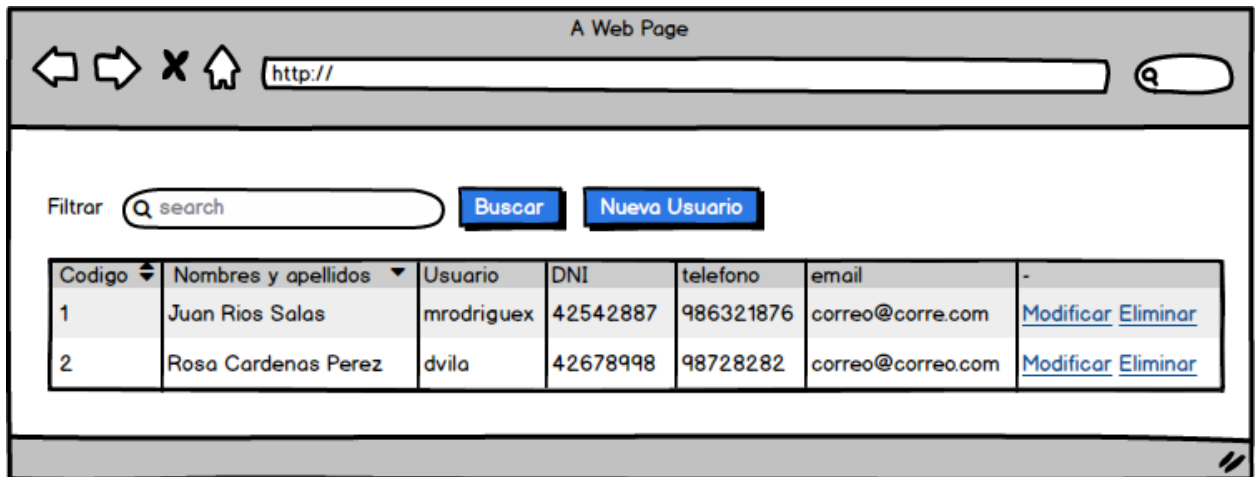 A Web Page
http://
Filtrar search Buscar Nueva Usuario
Codigo Nombres y apellidos Usuario DNI telefono email -
1 Juan Rios Salas mrodriguex 42542887 986321876 correo@corre.com Modificar Eliminar
2 Rosa Cardenas Perez dvila 42678998 98728282 correo@correo.com Modificar Eliminar